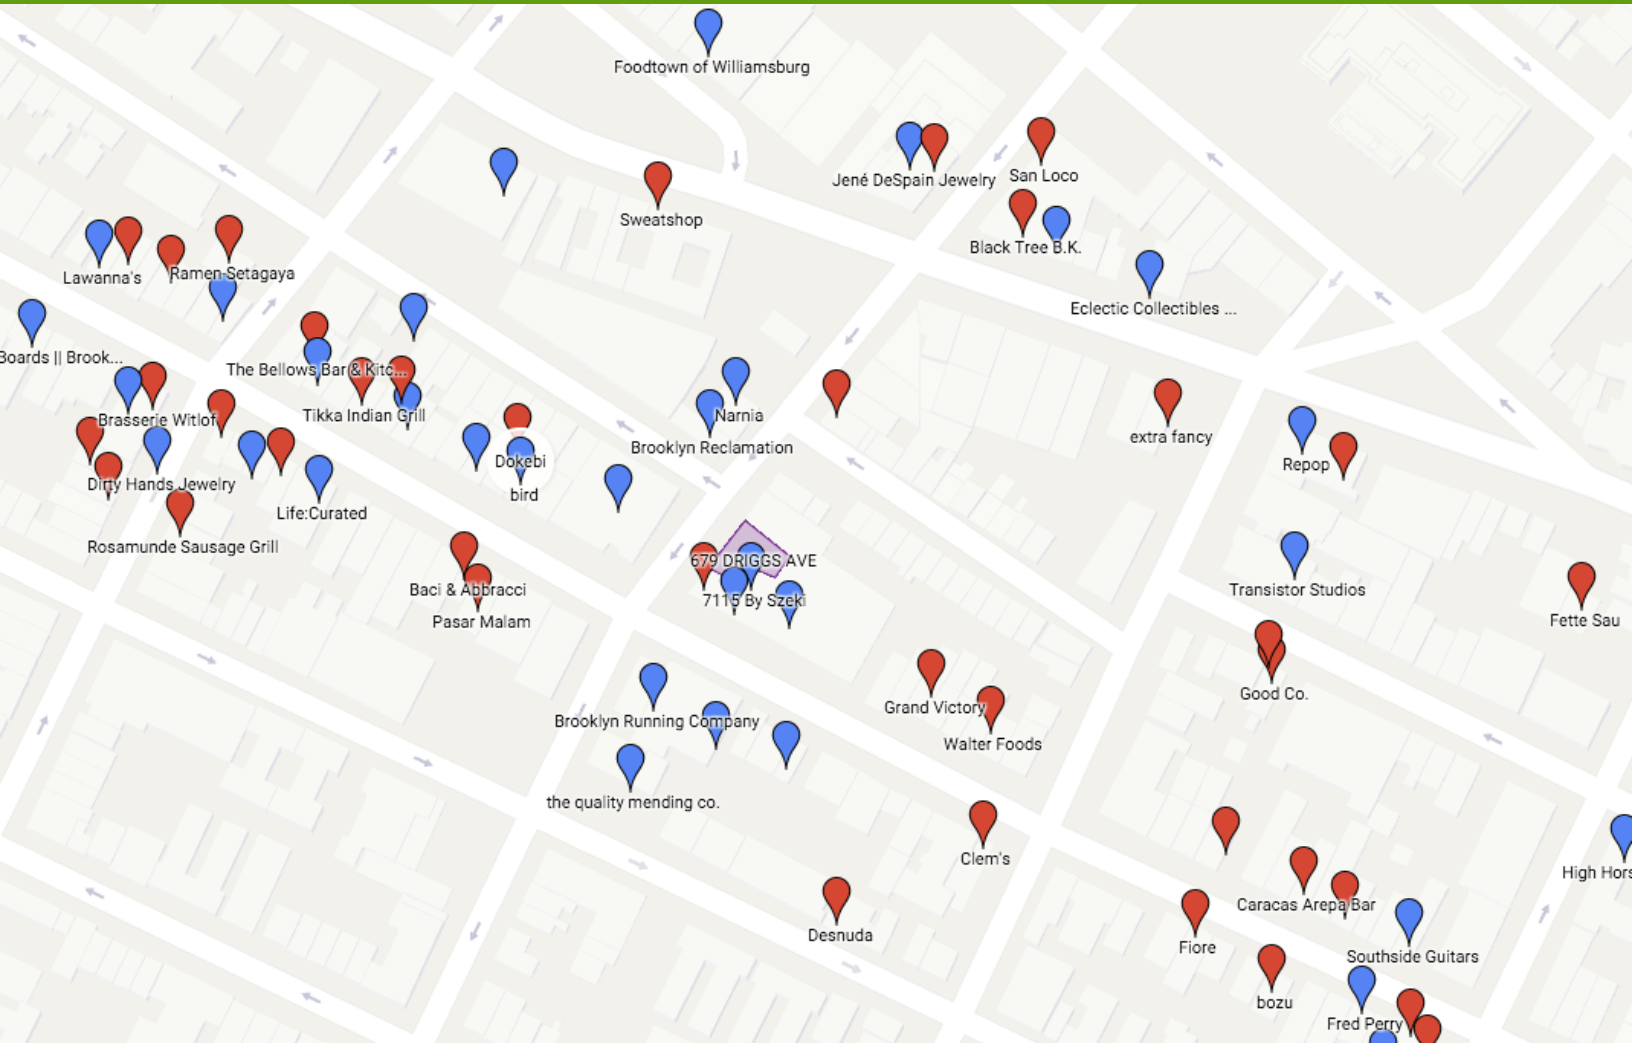 Foodtown of Williamsburg
Jené DeSpain Jewelry
San Loco
Sweatshop
Black Tree B.K.
Lawanna's
Ramen Setagaya
Eclectic Collectibles ...
Boards || Brook...
The Bellows Bar & Kitc...
Tikka Indian Grill
Narnia
Brasserie Witlof
Brooklyn Reclamation
extra fancy
Dokebi
Repop
Dirty Hands Jewelry
bird
Life:Curated
Rosamunde Sausage Grill
679 DRIGGS AVE
Baci & Abbracci
7115 By Szeki
Transistor Studios
Pasar Malam
Fette Sau
Good Co.
Grand Victory
Brooklyn Running Company
Walter Foods
the quality mending co.
Clem's
High Hors
Caracas Arepa Bar
Desnuda
Fiore
Southside Guitars
bozu
Fred Perry